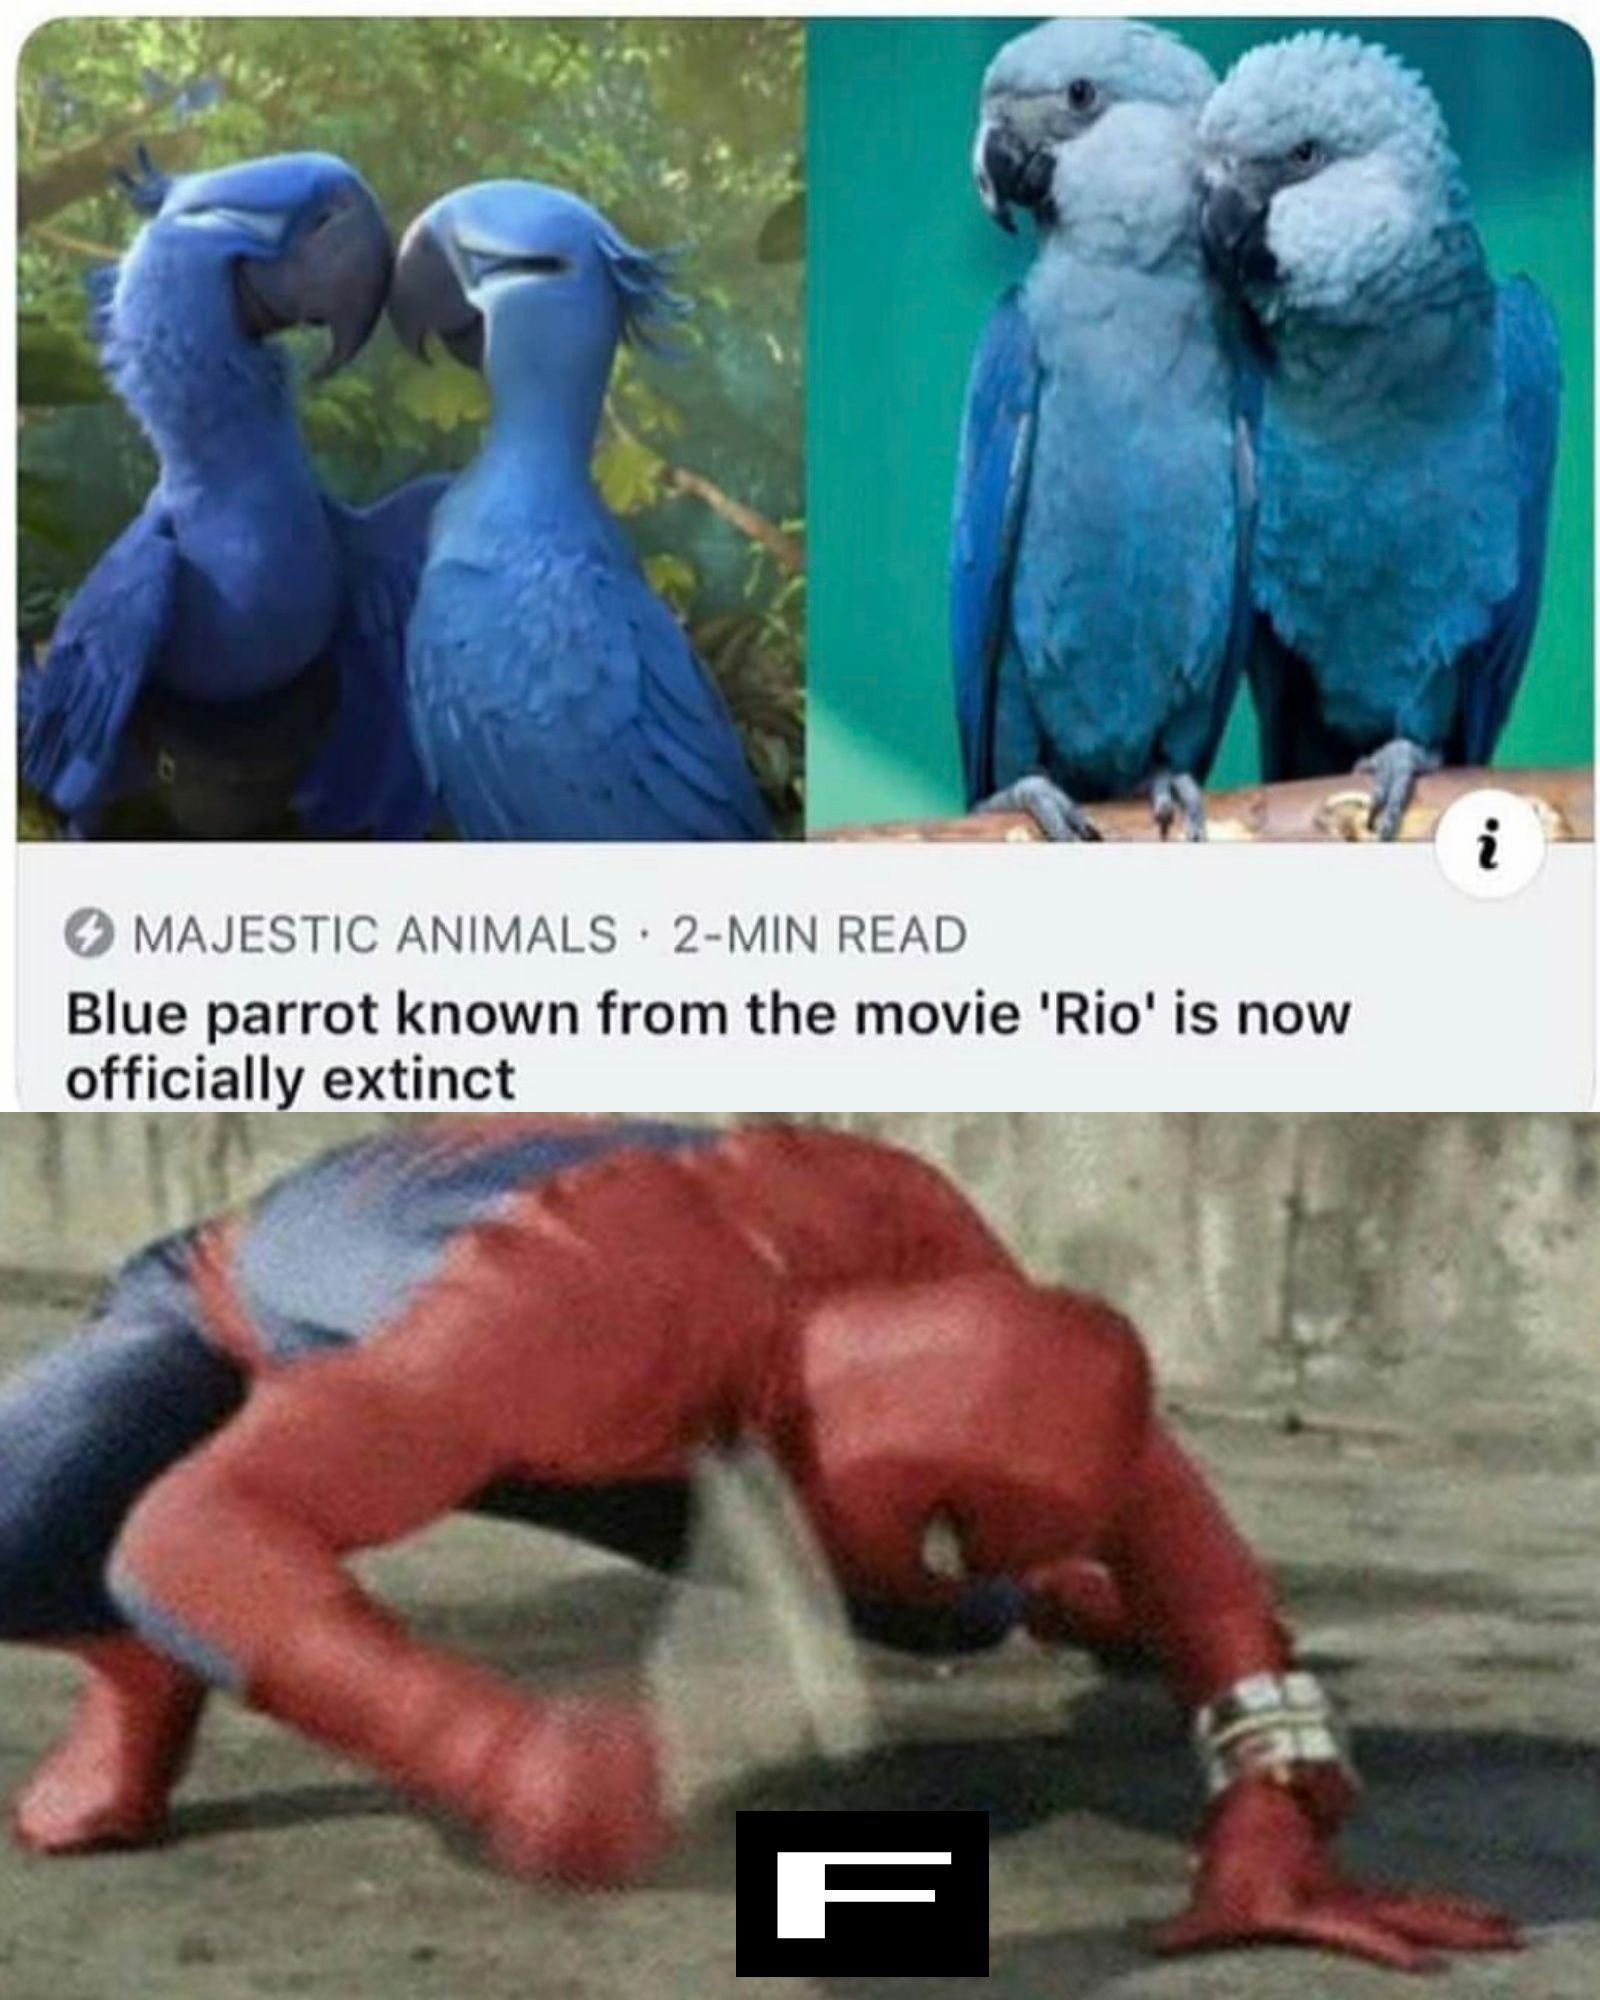 i
MAJESTIC ANIMALS · 2-MIN READ
Blue parrot known from the movie 'Rio' is now
officially extinct
F